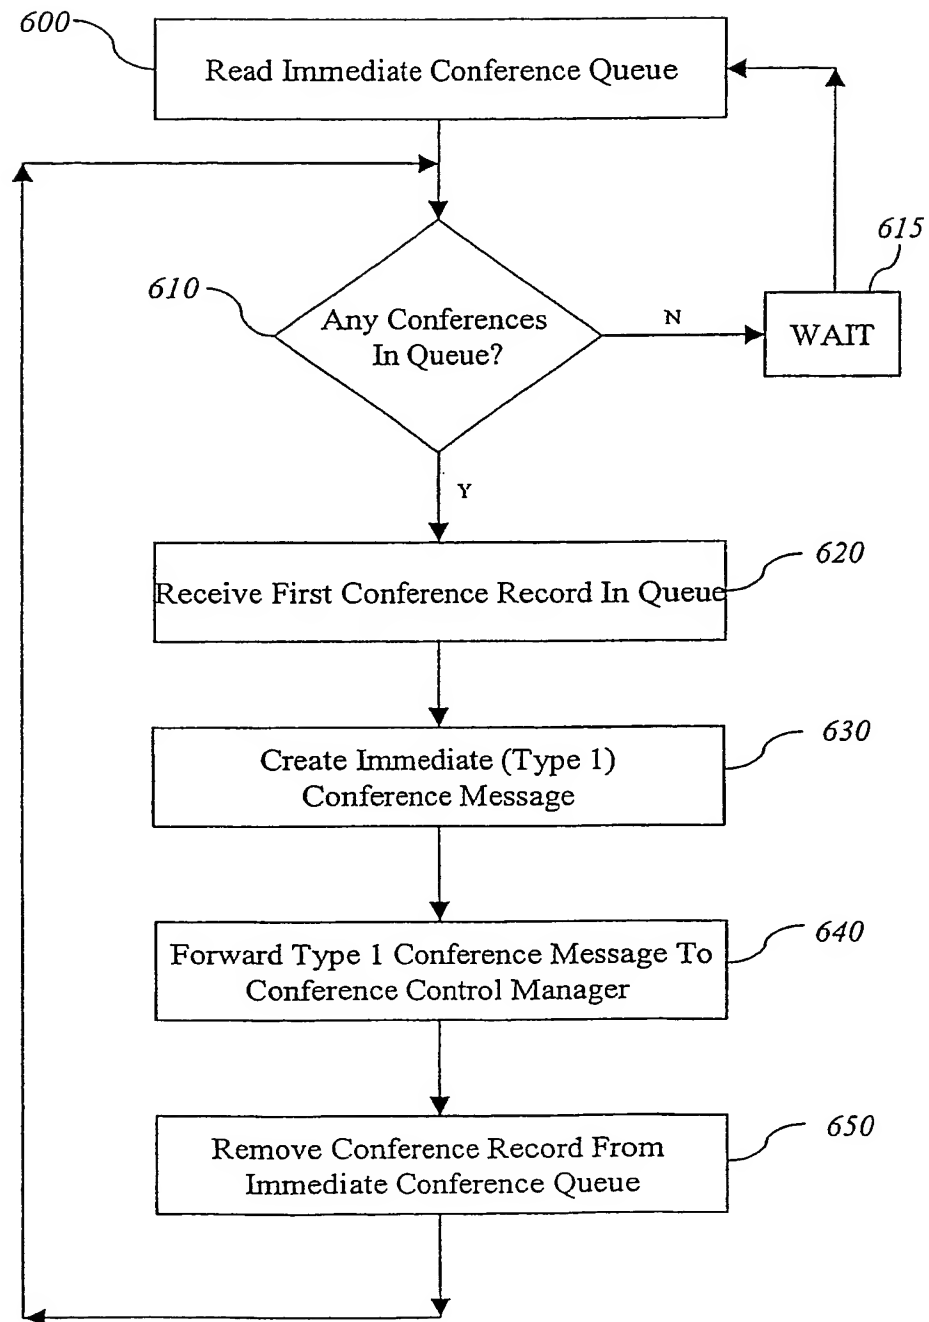 600
Read Immediate Conference Queue
615
610
Any Conferences
In Queue?
N
WAIT
Y
620
Receive First Conference Record In Queue
630
Create Immediate (Type 1)
Conference Message
640
Forward Type 1 Conference Message To
Conference Control Manager
650
Remove Conference Record From
Immediate Conference Queue